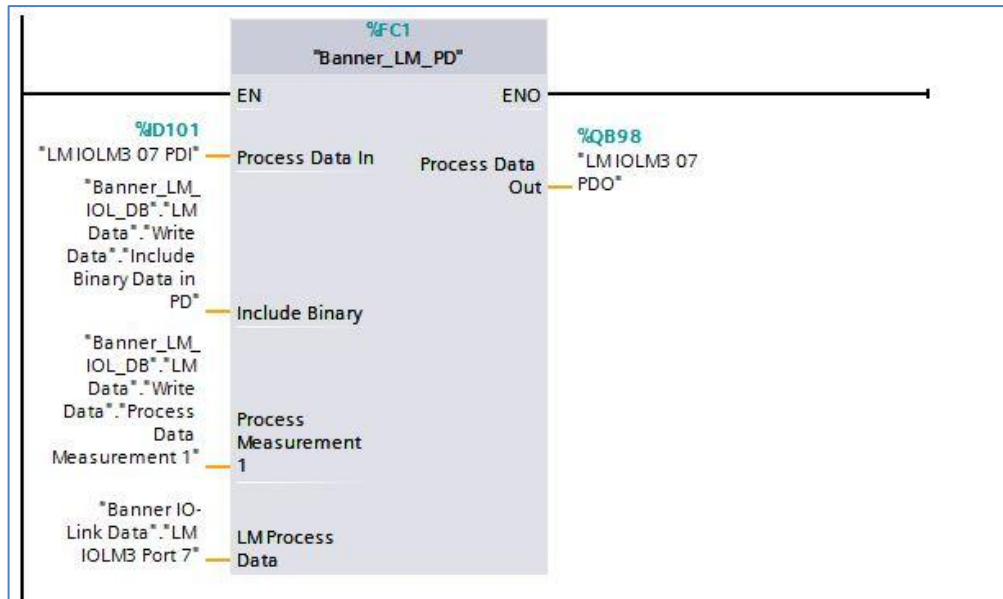 %FC1
"Banner_LM_PD"
EN
ENO
%ID101
"LM IOLM3 07 PDI"
Process Data In
"Banner_LM_
IOL_DB"."LM
Data"."Write
Data"."Include
Binary Data in
PD"
Include Binary
"Banner_LM_
IOL_DB"."LM
Data"."Write
Data"."Process
Data
Measurement 1"
Process
Measurement
1
"Banner IO-
Link Data"."LM
IOLM3 Port 7"
LM Process
Data
Process Data
Out
%QB98
"LM IOLM3 07
PDO"